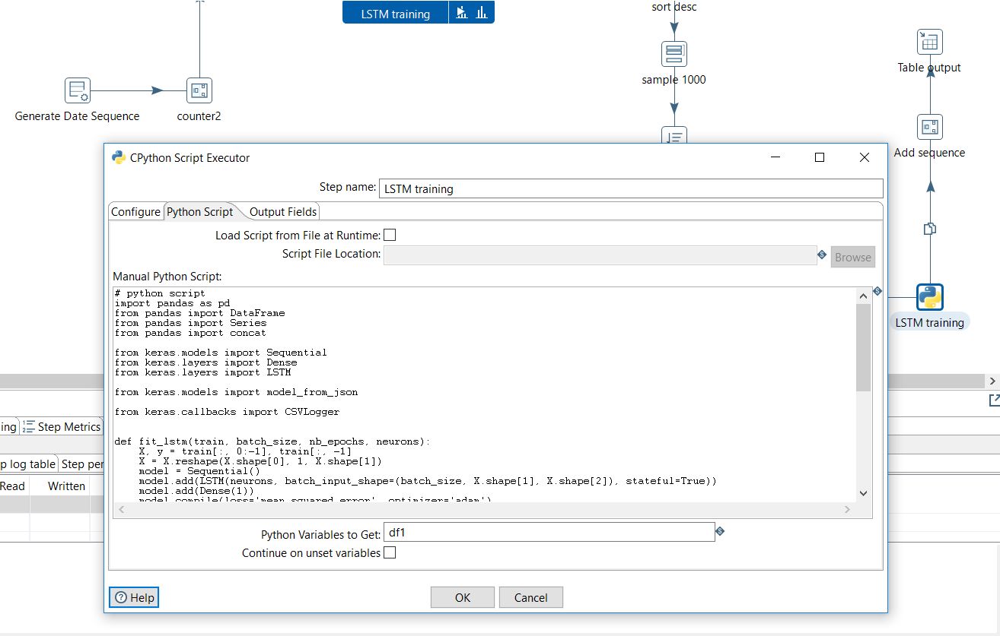 LSTM training
sort desc
Table output
sample 1000
Generate Date Sequence
counter2
Add sequence
CPython Script Executor
Step name: LSTM training
Configure Python Script Output Fields
Load Script from File at Runtime:
Script File Location:
Browse
Manual Python Script:
# python script
import pandas as pd
from pandas import DataFrame
from pandas import Series
from pandas import concat
from keras.models import Sequential
from keras.layers import Dense
from keras.layers import LSTM
from keras.models import model_from_json
from keras.callbacks import CSVLogger
def fit_lstm(train, batch_size, nb_epochs, neurons):
X, y = train[:, 0:-1], train[:, -1]
X = X.reshape(X.shape[0], 1, X.shape[1])
model = Sequential()
model.add(LSTM(neurons, batch_input_shape=(batch_size, X.shape[1], X.shape[2]), stateful=True))
model.add(Dense(1))
model.compile(loss='mean_squared_error', optimizer='adam')
Python Variables to Get: df1
Continue on unset variables
Help
OK
Cancel
LSTM training
ing
Step Metrics
p log table
Step per
Read
Written